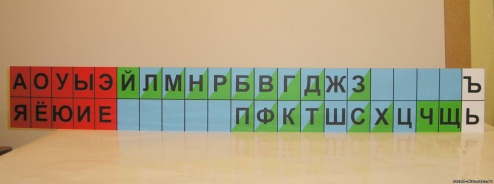 А О У Ы Э Й Л М Н Р Б В Г Д Ж З Ъ
Я Ё Ю И Е П Ф К Т Ш С Х Ц Ч Щ Ь